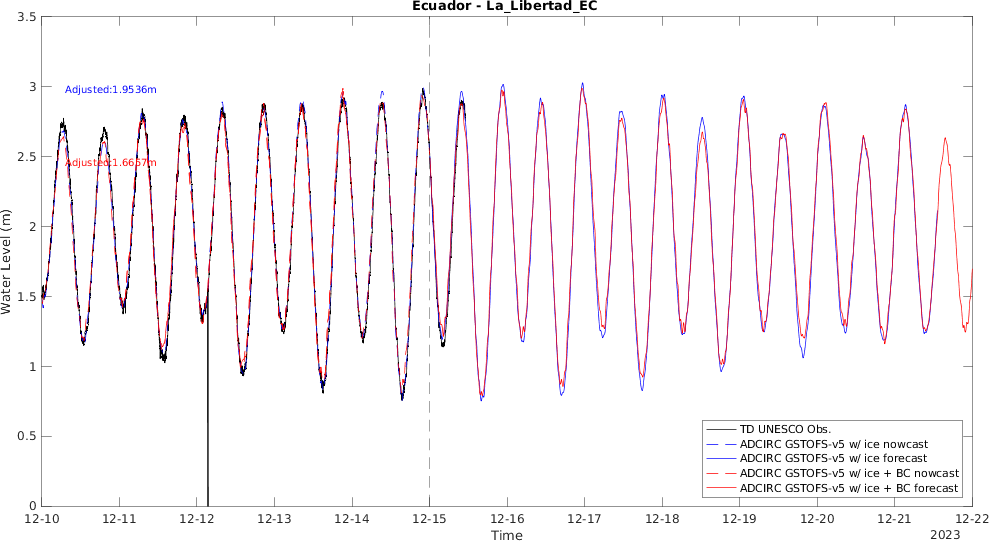 Ecuador - La_Libertad_EC
3.5
3
2.5
2
1.5
1
0.5
0
Water Level (m)
Adjusted:1.9536m
Adjusted:1.6657m
TD UNESCO Obs.
ADCIRC GSTOFS-v5 w/ ice nowcast
ADCIRC GSTOFS-v5 w/ ice forecast
ADCIRC GSTOFS-v5 w/ ice + BC nowcast
ADCIRC GSTOFS-v5 w/ ice + BC forecast
12-10 12-11 12-12 12-13 12-14 12-15 12-16 12-17 12-18 12-19 12-20 12-21 12-22
Time
2023